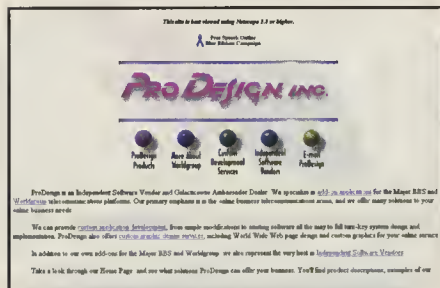 This site is best viewed using Netscape 1.1 or higher.
Free Speech Online
Blue Ribbon Campaign
PRODESIGN INC.
ProDesign
Products
More About
Worldgroup
Custom
Development
Services
Independent
Software
Vendors
E-mail
ProDesign
ProDesign is an Independent Software Vendor and Galacticomm Ambassador Dealer. We specialize in add-on applications for the Major BBS and
Worldgroup telecommunications platforms. Our primary emphasis is in the online business telecommunications arena, and we offer many solutions to your
online business needs
We can provide custom application development, from simple modifications to existing software all the way to full turn-key system design and
implementation. ProDesign also offers custom graphic design services, including World Wide Web page design and custom graphics for your online service
In addition to our own add-ons for the Major BBS and Worldgroup we also represent the very best in Independent Software Vendors
Take a look through our Home Page and see what solutions ProDesign can offer your business. You'll find product descriptions, examples of our